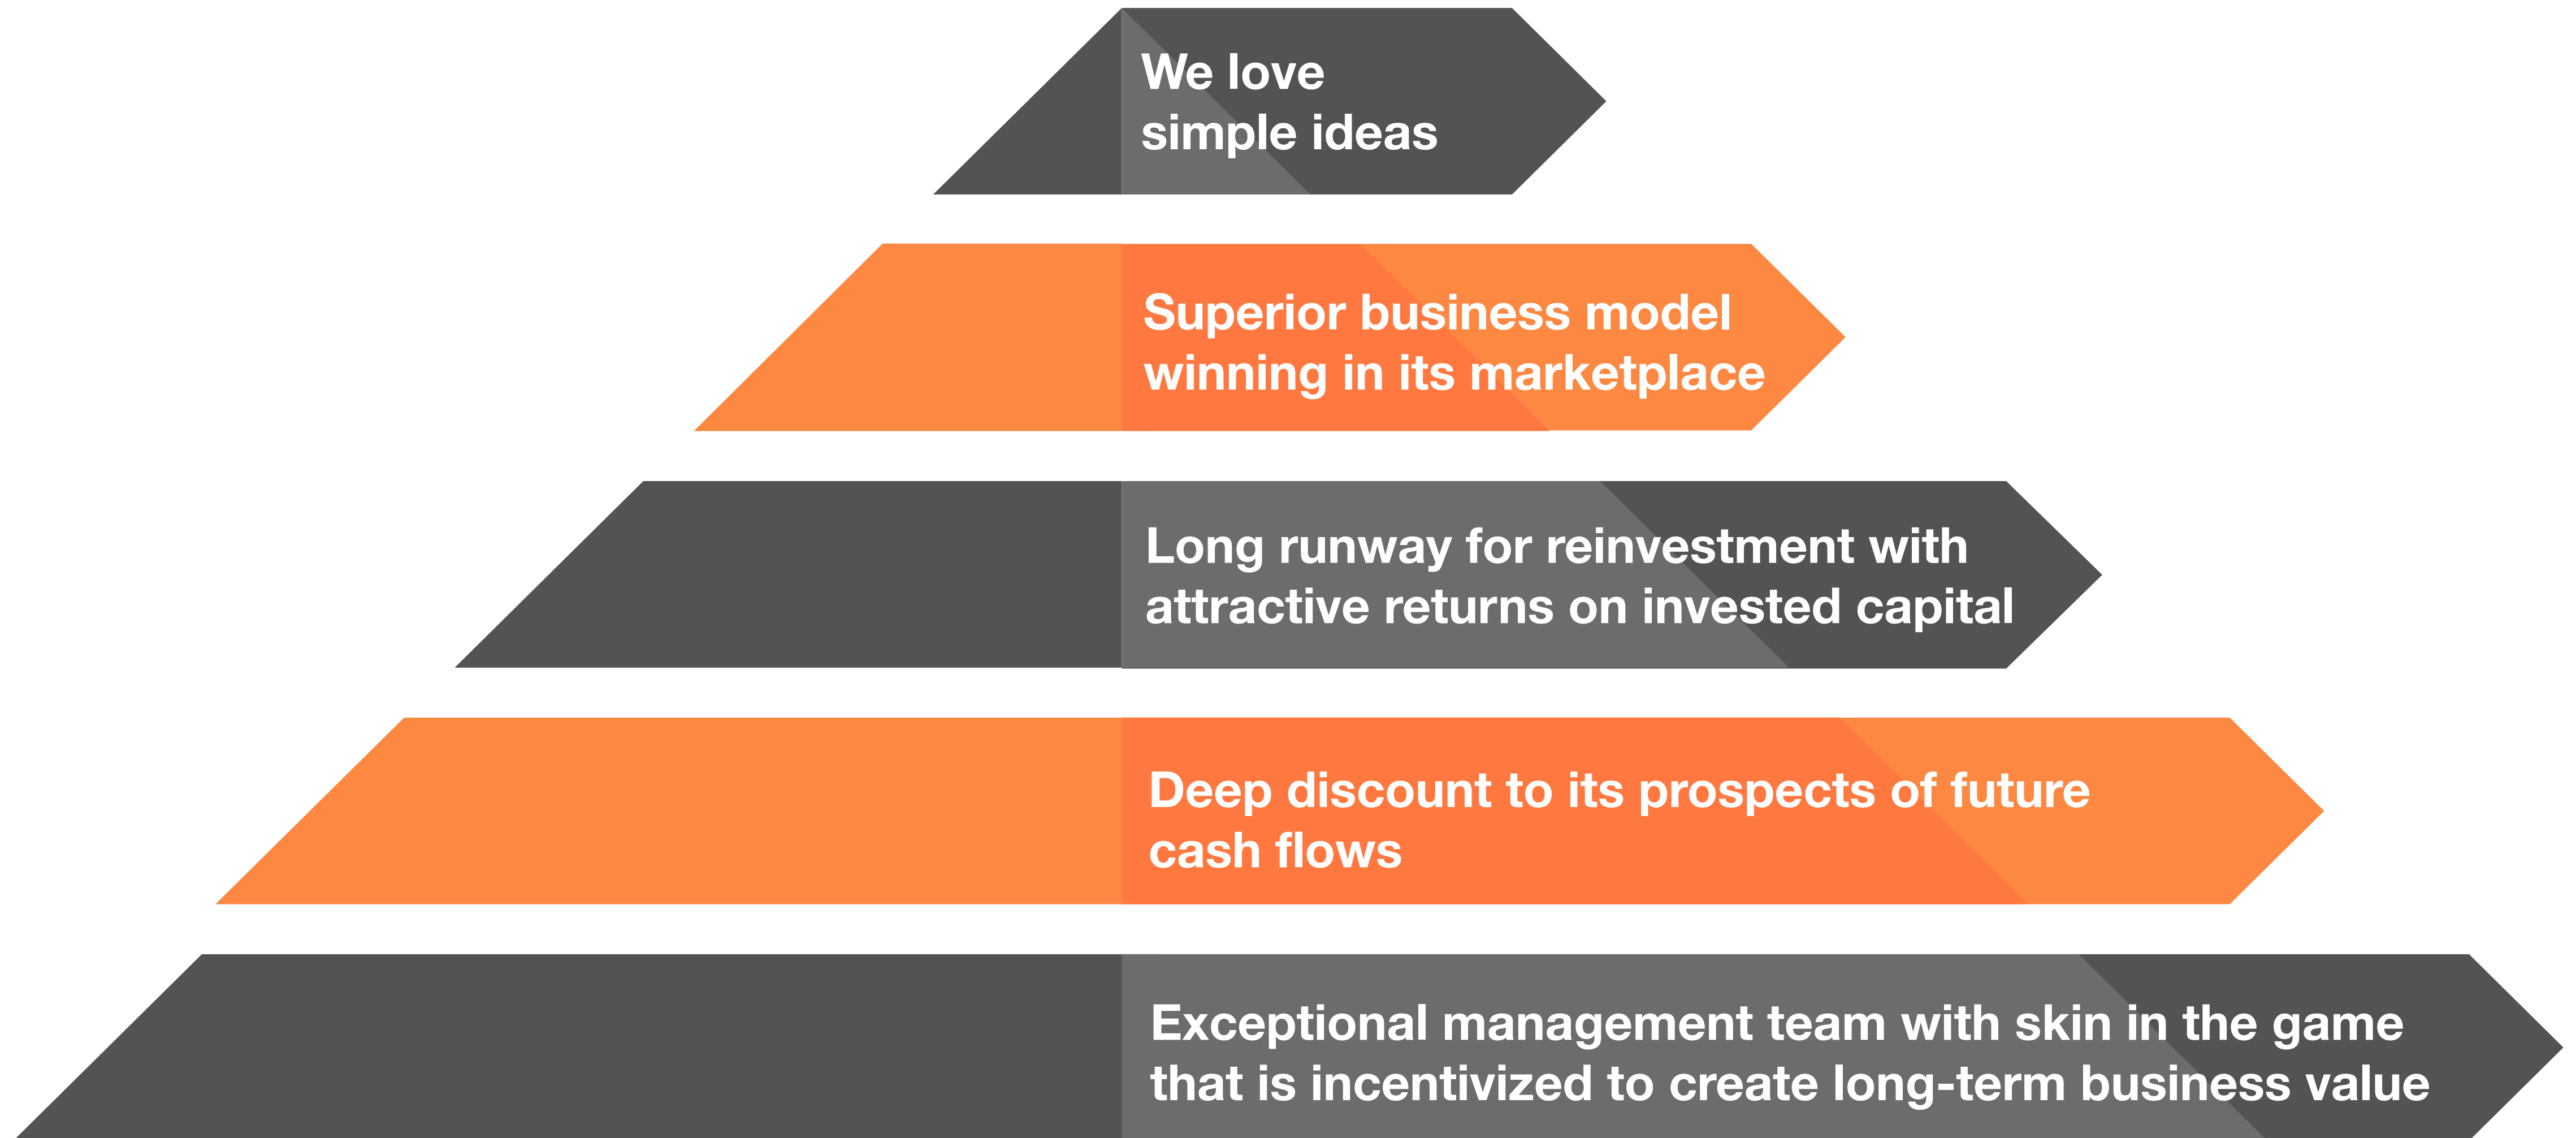 We love
simple ideas
Superior business model
winning in its marketplace
Long runway for reinvestment with
attractive returns on invested capital
Deep discount to its prospects of future
cash flows
Exceptional management team with skin in the game
that is incentivized to create long-term business value